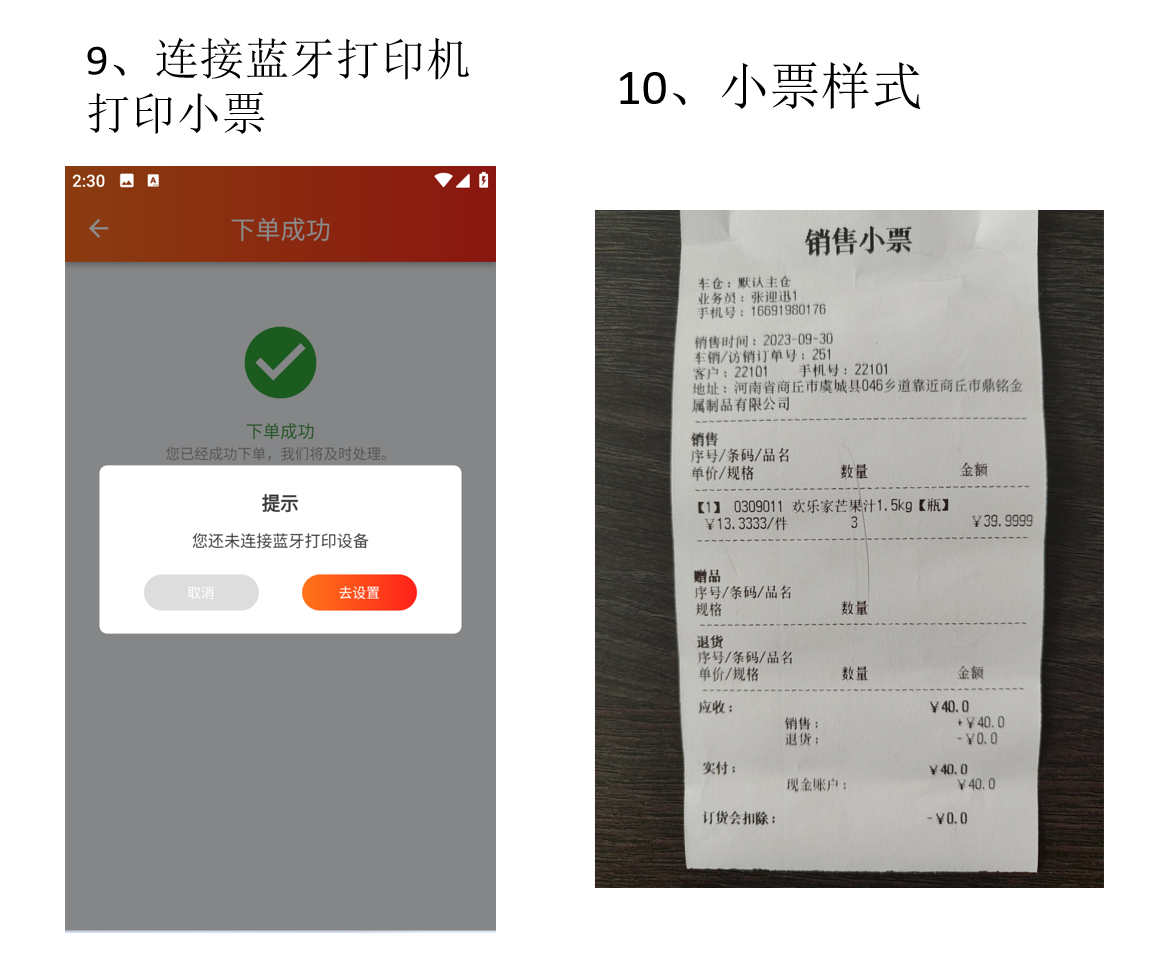 9、连接蓝牙打印机
打印小票
2:30
下单成功
下单成功
您已经成功下单，我们将及时处理。
提示
您还未连接蓝牙打印设备
取消
去设置
10、小票样式
销售小票
车仓：默认主仓
业务员：张迎迅1
手机号：16691980176
销售时间：2023-09-30
车销/访销订单号：251
客户：22101 手机号：22101
地址：河南省商丘市虞城县046乡道靠近商丘市鼎铭金
属制品有限公司
销售
序号/条码/品名
单价/规格 数量 金额
【1】 0309011 欢乐家芒果汁1.5kg【瓶】
￥13.3333/件 3 ￥39.9999
赠品
序号/条码/品名
规格 数量
退货
序号/条码/品名
单价/规格 数量 金额
应收： ￥40.0
销售： +￥40.0
退货： -￥0.0
实付： ￥40.0
现金账户： ￥40.0
订货会扣除： -￥0.0